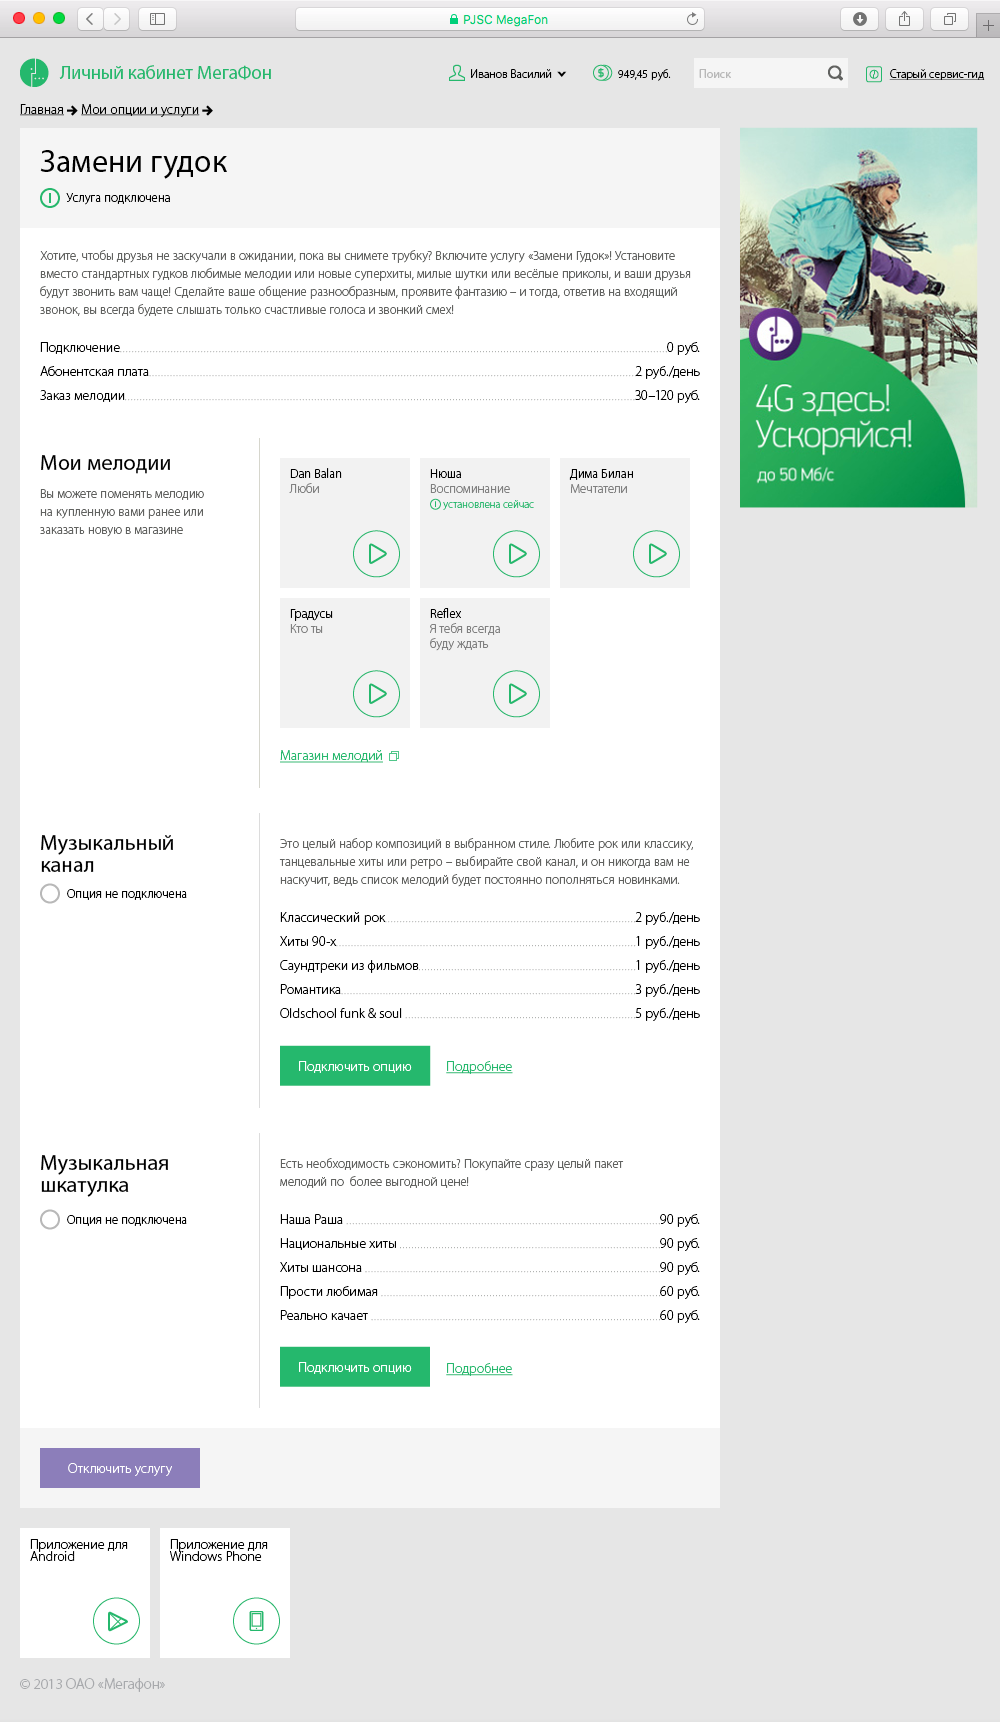 PJSC MegaFon
Личный кабинет МегаФон
Иванов Василий
949,45 руб.
Поиск
Старый сервис-гид
Главная → Мои опции и услуги →
Замени гудок
Услуга подключена
Хотите, чтобы друзья не заскучали в ожидании, пока вы снимете трубку? Включите услугу «Замени Гудок»! Установите
вместо стандартных гудков любимые мелодии или новые суперхиты, милые шутки или весёлые приколы, и ваши друзья
будут звонить вам чаще! Сделайте ваше общение разнообразным, проявите фантазию – и тогда, ответив на входящий
звонок, вы всегда будете слышать только счастливые голоса и звонкий смех!
Подключение 0 руб.
Абонентская плата 2 руб./день
Заказ мелодии 30–120 руб.
4G здесь!
Ускоряйся!
до 50 Мб/с
Мои мелодии
Вы можете поменять мелодию
на купленную вами ранее или
заказать новую в магазине
Dan Balan
Люби
Нюша
Воспоминание
установлена сейчас
Дима Билан
Мечтатели
Градусы
Кто ты
Reflex
Я тебя всегда
буду ждать
Магазин мелодий
Музыкальный
канал
Опция не подключена
Это целый набор композиций в выбранном стиле. Любите рок или классику,
танцевальные хиты или ретро – выбирайте свой канал, и он никогда вам не
наскучит, ведь список мелодий будет постоянно пополняться новинками.
Классический рок 2 руб./день
Хиты 90-х 1 руб./день
Саундтреки из фильмов 1 руб./день
Романтика 3 руб./день
Oldschool funk & soul 5 руб./день
Подключить опцию
Подробнее
Музыкальная
шкатулка
Опция не подключена
Есть необходимость сэкономить? Покупайте сразу целый пакет
мелодий по более выгодной цене!
Наша Раша 90 руб.
Национальные хиты 90 руб.
Хиты шансона 90 руб.
Прости любимая 60 руб.
Реально качает 60 руб.
Подключить опцию
Подробнее
Отключить услугу
Приложение для
Android
Приложение для
Windows Phone
© 2013 ОАО «Мегафон»